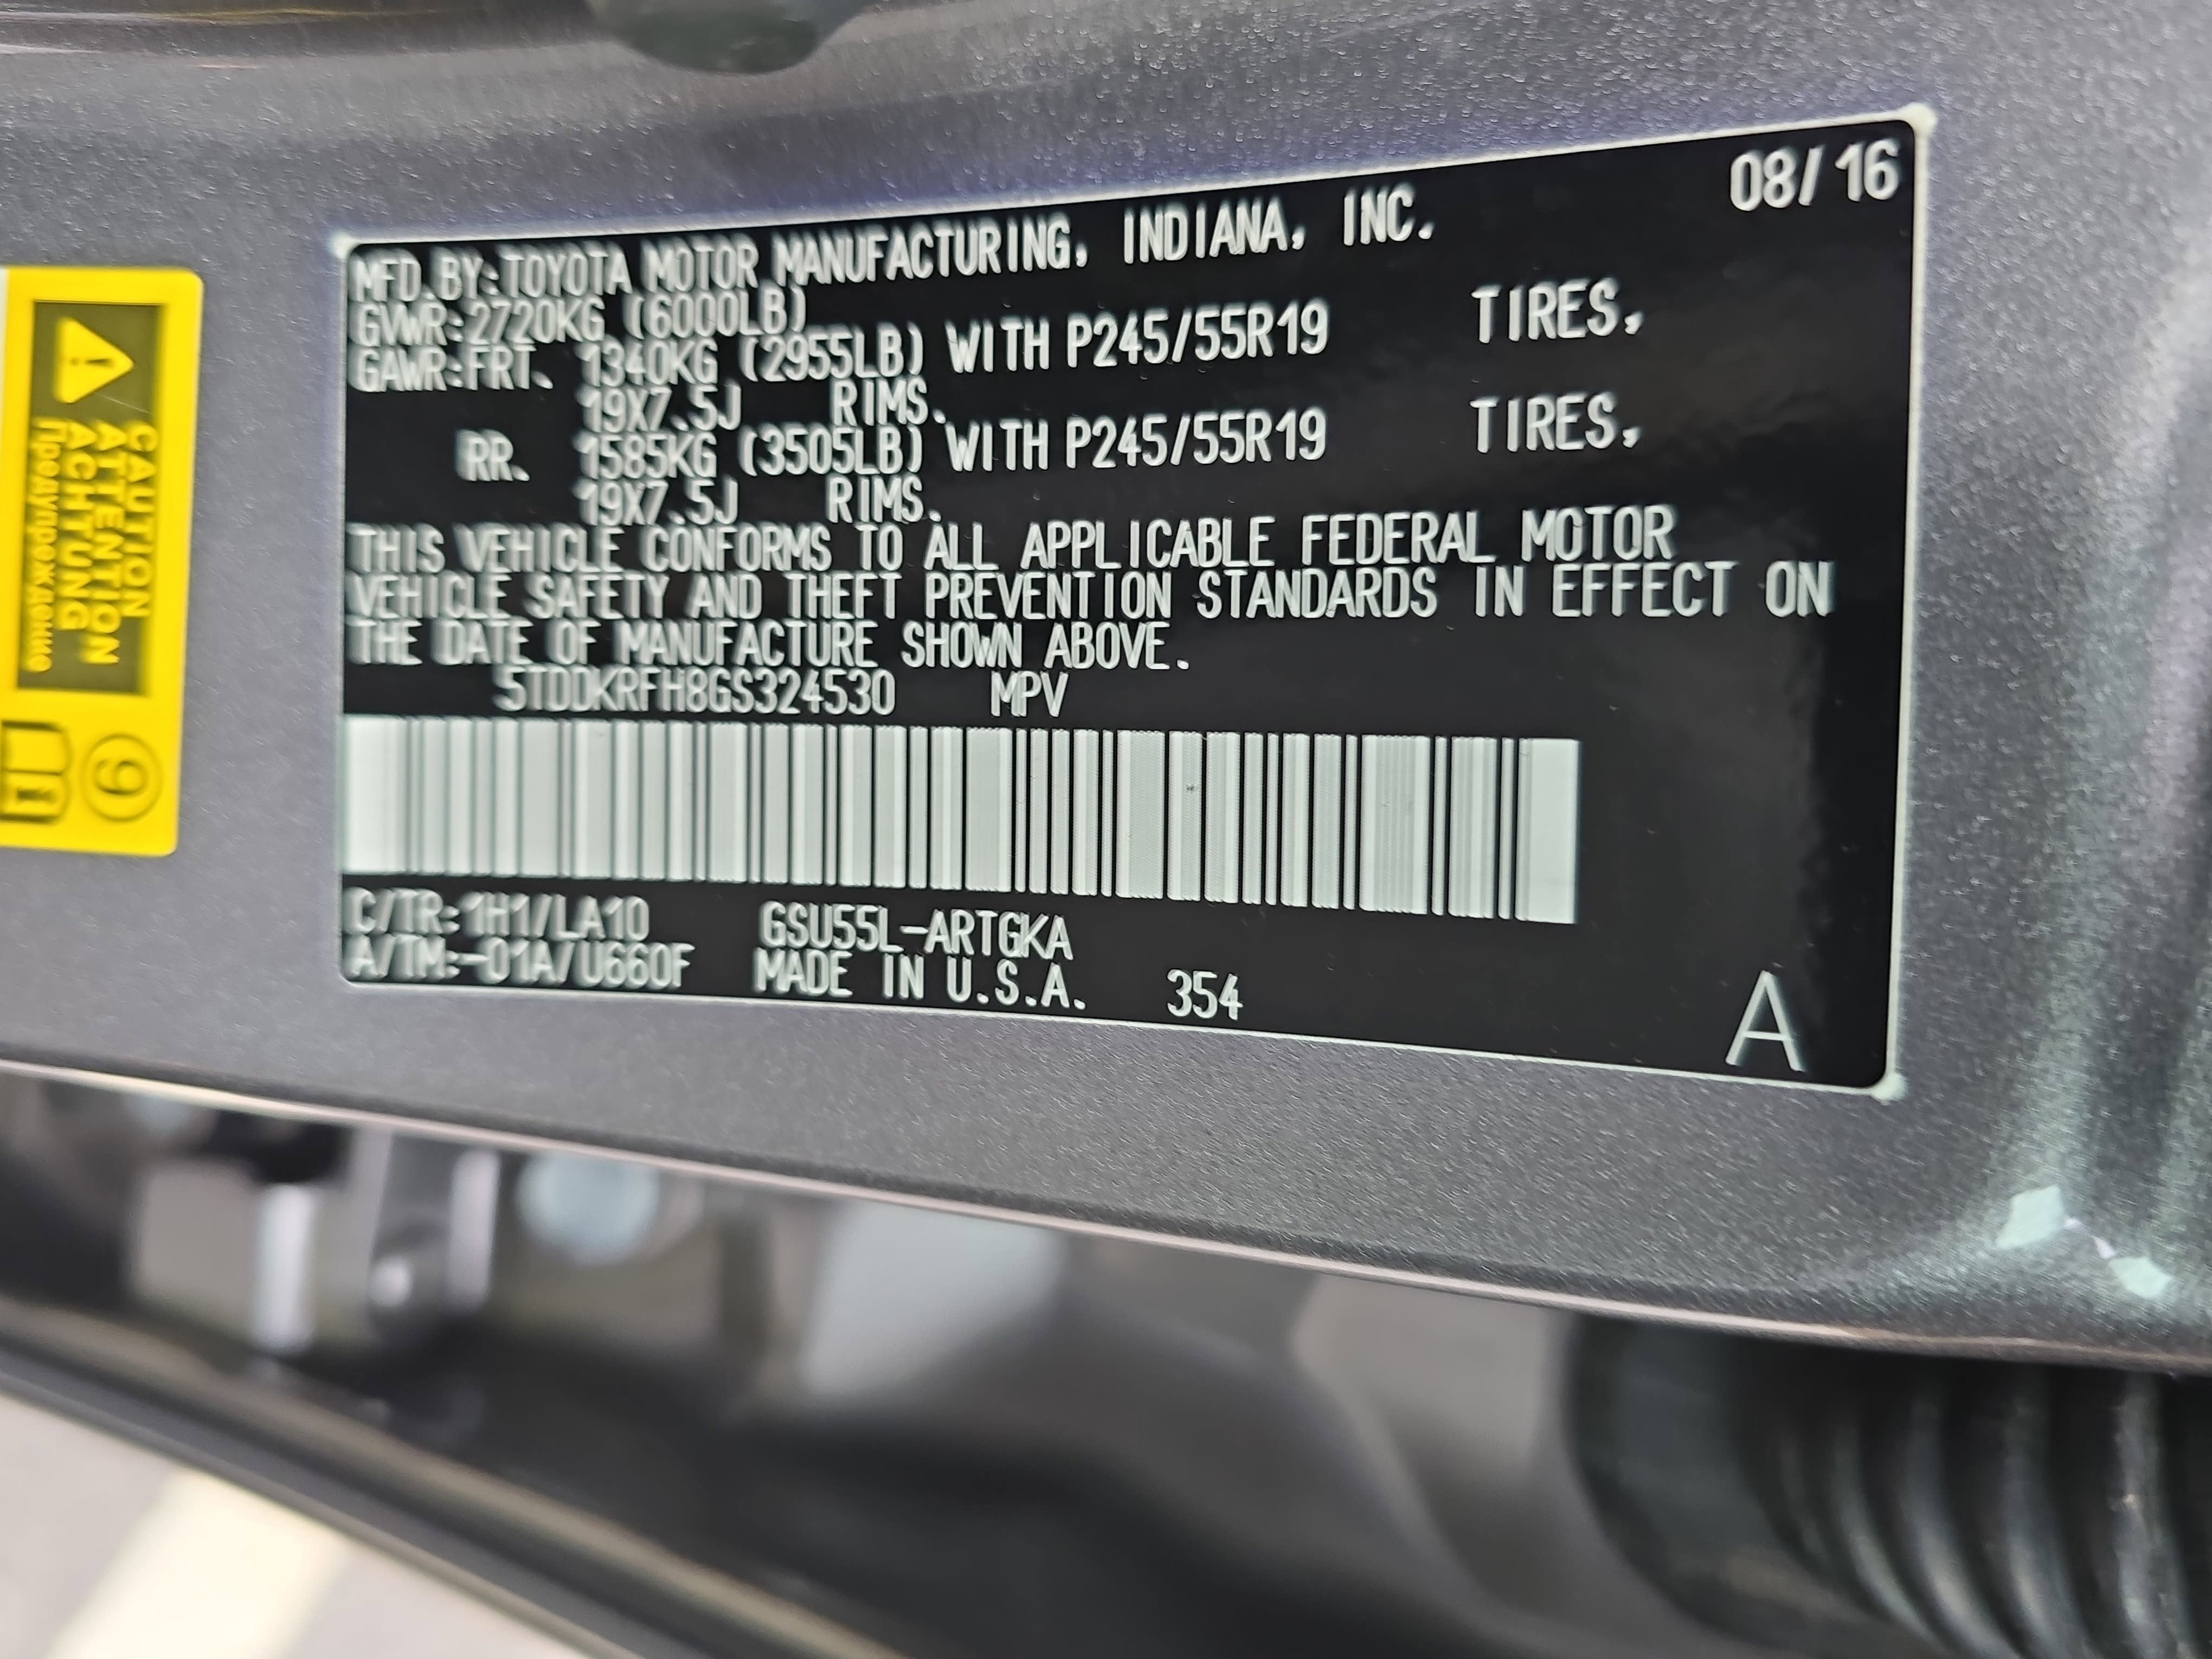 08/16
MFD.BY:TOYOTA MOTOR MANUFACTURING, INDIANA, INC.
GVWR:2720KG (6000LB)
GAWR:FRT. 1340KG (2955LB) WITH P245/55R19 TIRES,
19X7.5J RIMS.
RR. 1585KG (3505LB) WITH P245/55R19 TIRES,
19X7.5J RIMS.
THIS VEHICLE CONFORMS TO ALL APPLICABLE FEDERAL MOTOR
VEHICLE SAFETY AND THEFT PREVENTION STANDARDS IN EFFECT ON
THE DATE OF MANUFACTURE SHOWN ABOVE.
5TDDKRFH8GS324530 MPV
C/TR:1H1/LA10 GSU55L-ARTGKA
A/TM:-01A/U660F MADE IN U.S.A. 354
A
CAUTION
ATTENTION
ACHTUNG
Предупреждение
9